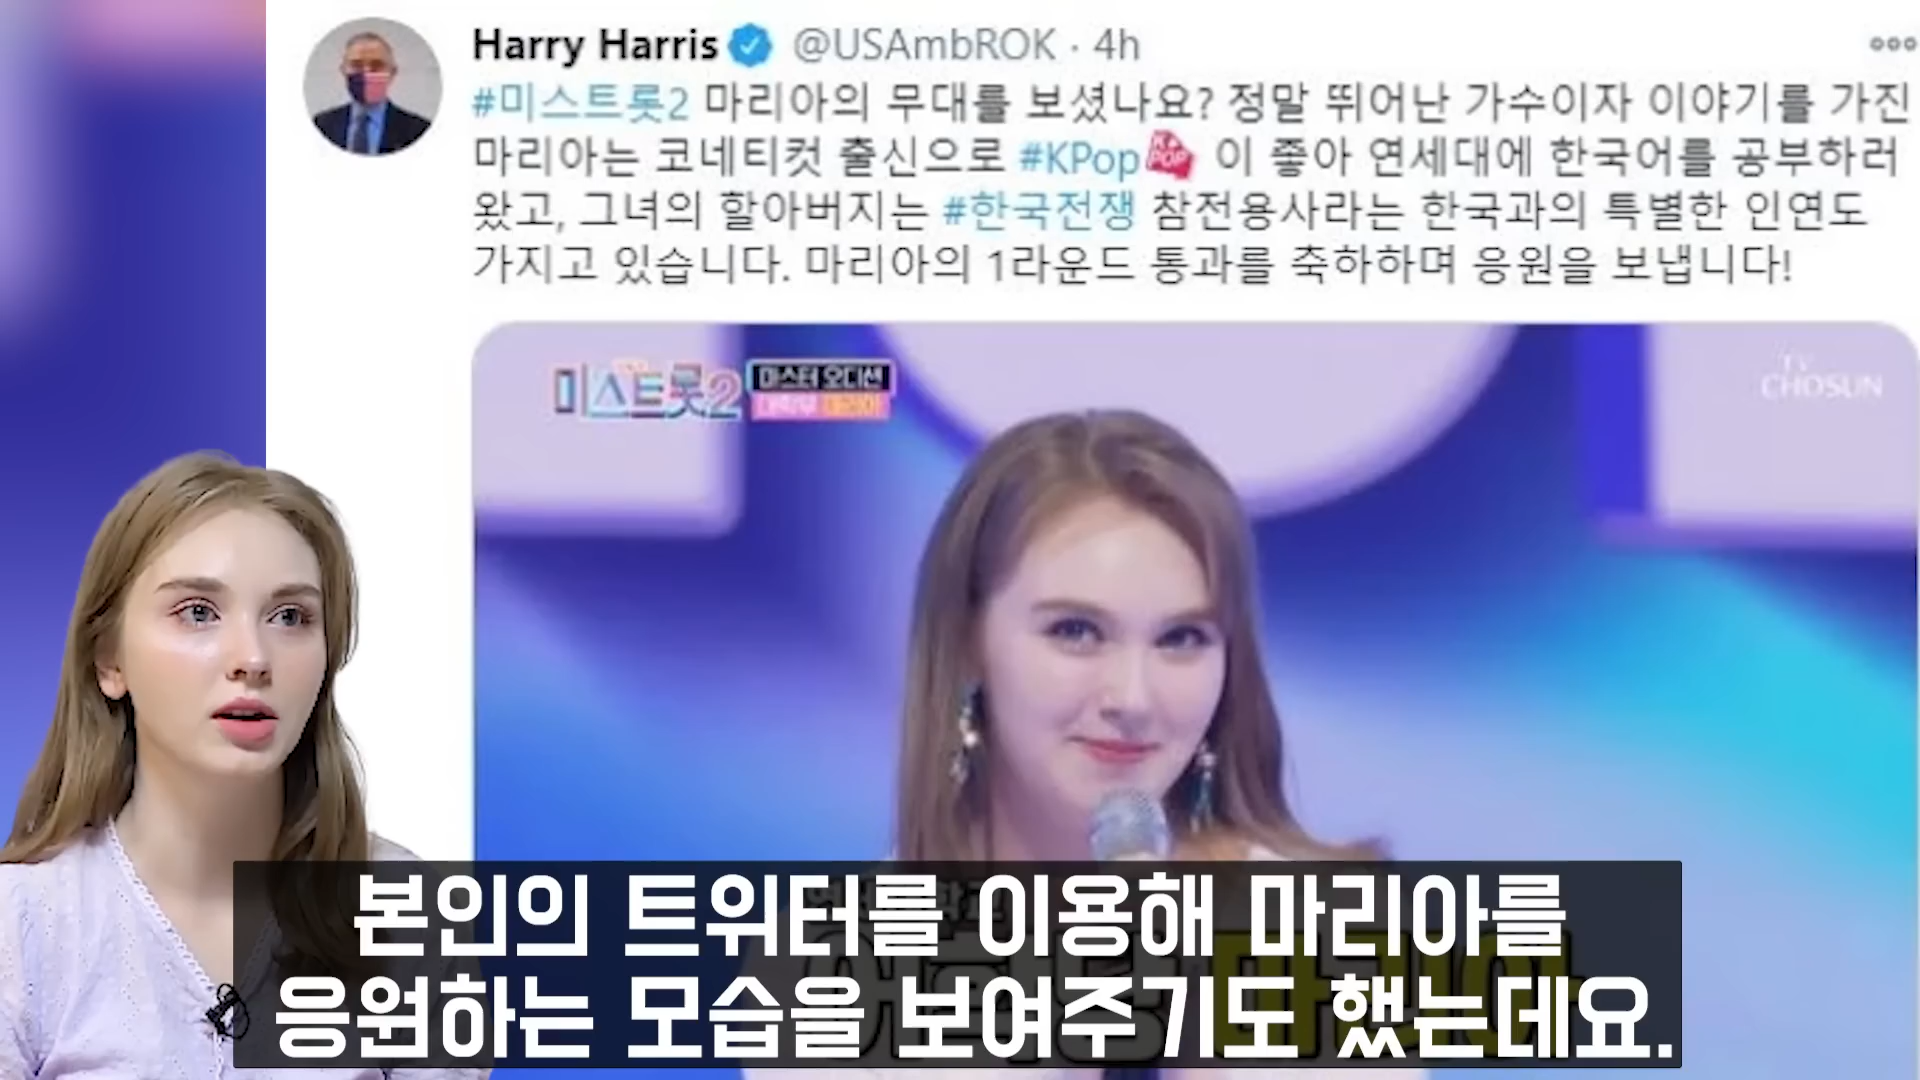 Harry Harris @USAmbROK · 4h
#미스트롯2 마리아의 무대를 보셨나요? 정말 뛰어난 가수이자 이야기를 가진
마리아는 코네티컷 출신으로 #KPop 이 좋아 연세대에 한국어를 공부하러
왔고, 그녀의 할아버지는 #한국전쟁 참전용사라는 한국과의 특별한 인연도
가지고 있습니다. 마리아의 1라운드 통과를 축하하며 응원을 보냅니다!
미스트롯2 마스터 오디션
TV CHOSUN
본인의 트위터를 이용해 마리아를
응원하는 모습을 보여주기도 했는데요.